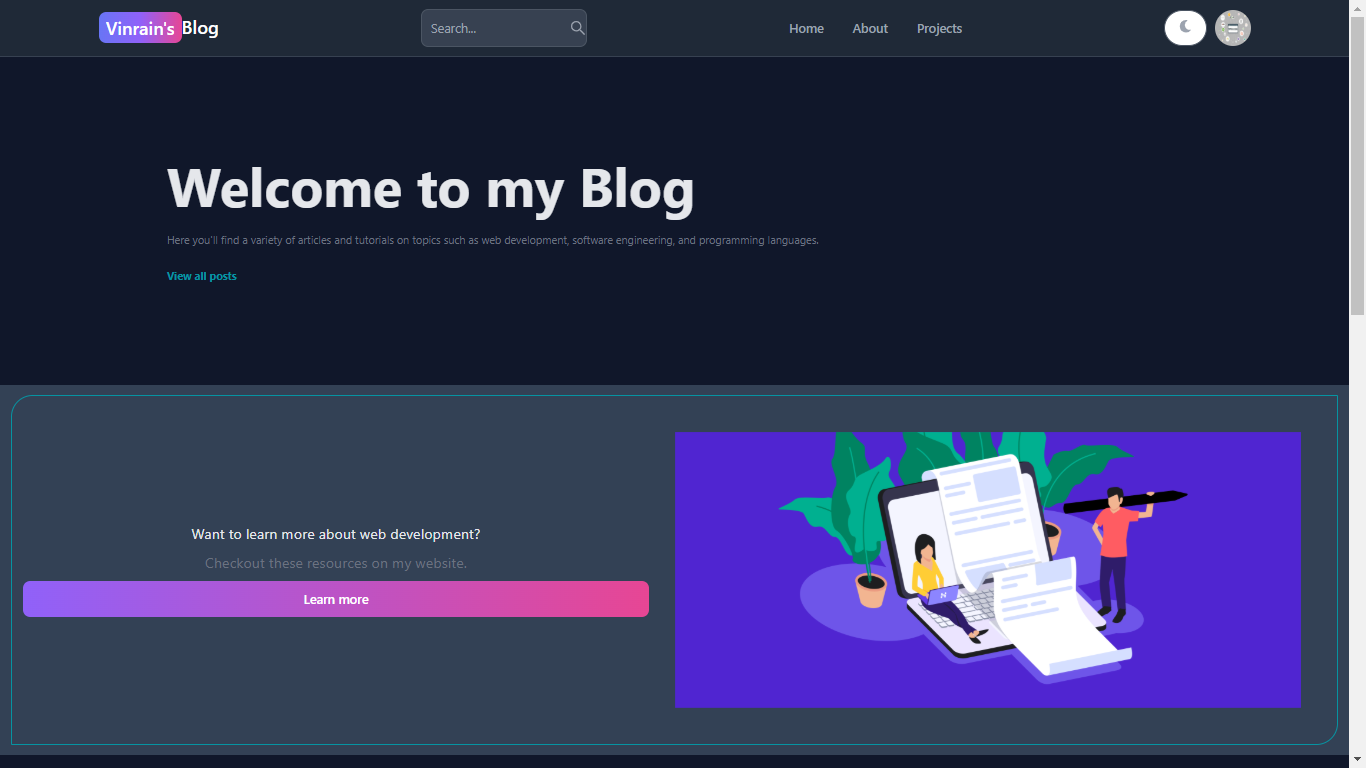 Vinrain's Blog
Search...
Home About Projects
Welcome to my Blog
Here you'll find a variety of articles and tutorials on topics such as web development, software engineering, and programming languages.
View all posts
Want to learn more about web development?
Checkout these resources on my website.
Learn more
N